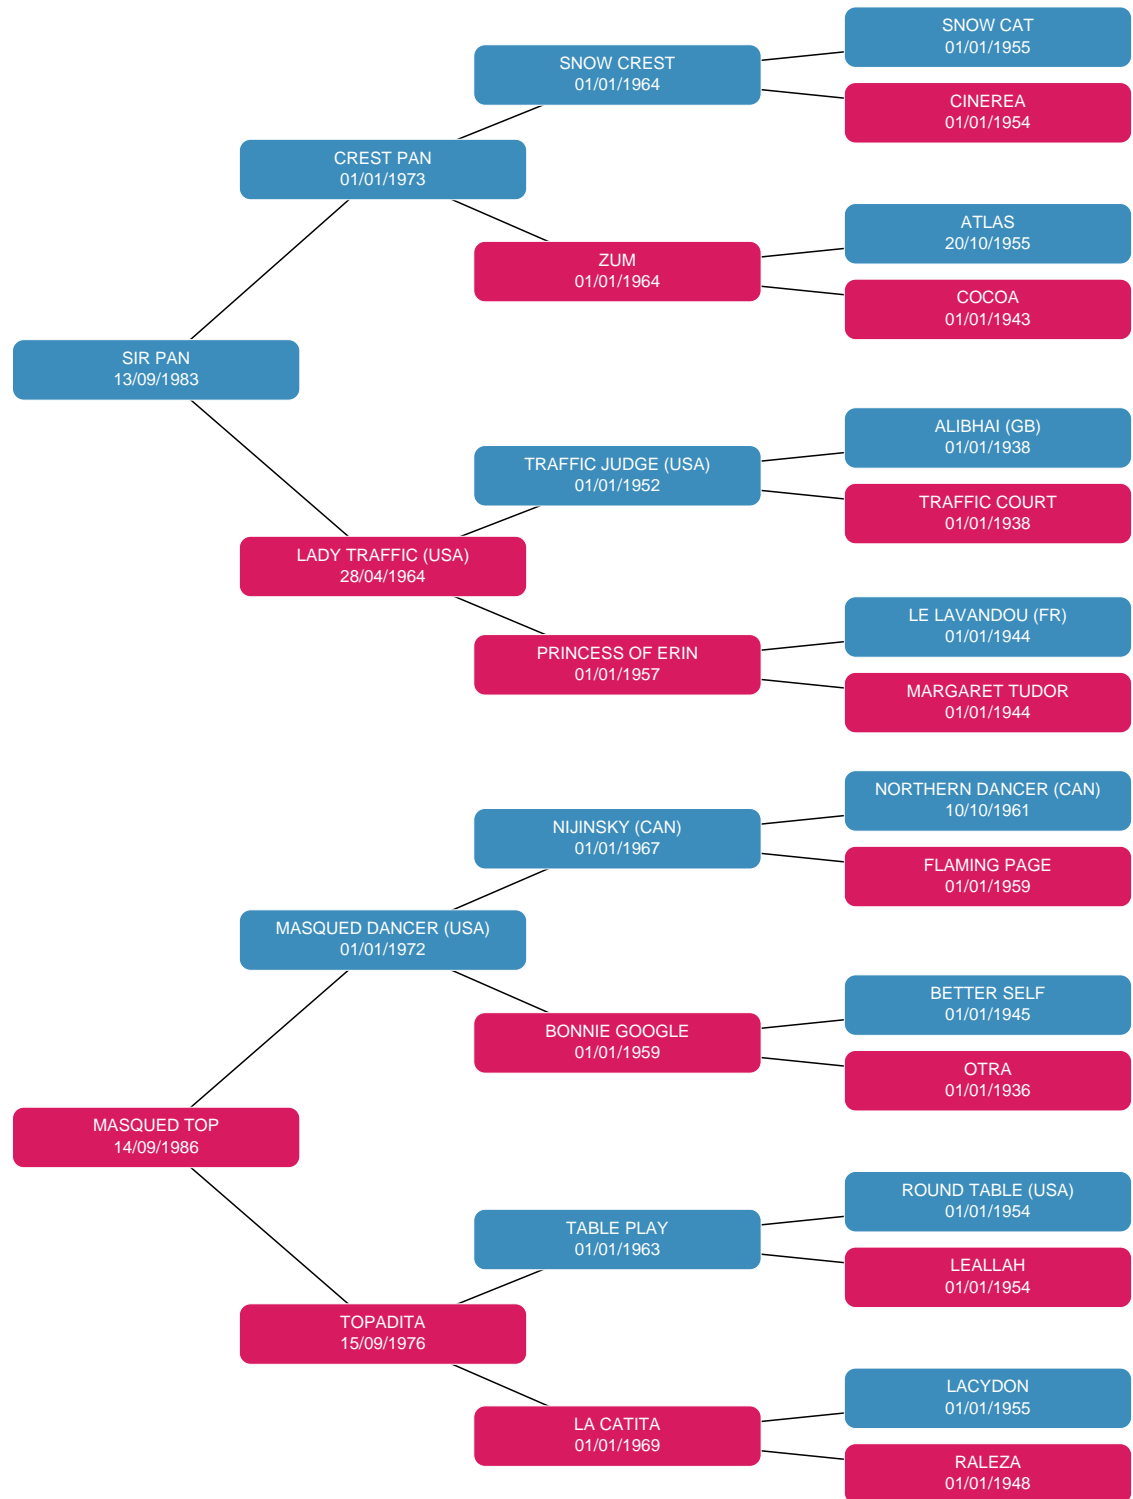 SNOW CAT
01/01/1955
SNOW CREST
01/01/1964
CINEREA
01/01/1954
CREST PAN
01/01/1973
ATLAS
20/10/1955
ZUM
01/01/1964
COCOA
01/01/1943
SIR PAN
13/09/1983
ALIBHAI (GB)
01/01/1938
TRAFFIC JUDGE (USA)
01/01/1952
TRAFFIC COURT
01/01/1938
LADY TRAFFIC (USA)
28/04/1964
LE LAVANDOU (FR)
01/01/1944
PRINCESS OF ERIN
01/01/1957
MARGARET TUDOR
01/01/1944
NORTHERN DANCER (CAN)
10/10/1961
NIJINSKY (CAN)
01/01/1967
FLAMING PAGE
01/01/1959
MASQUED DANCER (USA)
01/01/1972
BETTER SELF
01/01/1945
BONNIE GOOGLE
01/01/1959
OTRA
01/01/1936
MASQUED TOP
14/09/1986
ROUND TABLE (USA)
01/01/1954
TABLE PLAY
01/01/1963
LEALLAH
01/01/1954
TOPADITA
15/09/1976
LACYDON
01/01/1955
LA CATITA
01/01/1969
RALEZA
01/01/1948